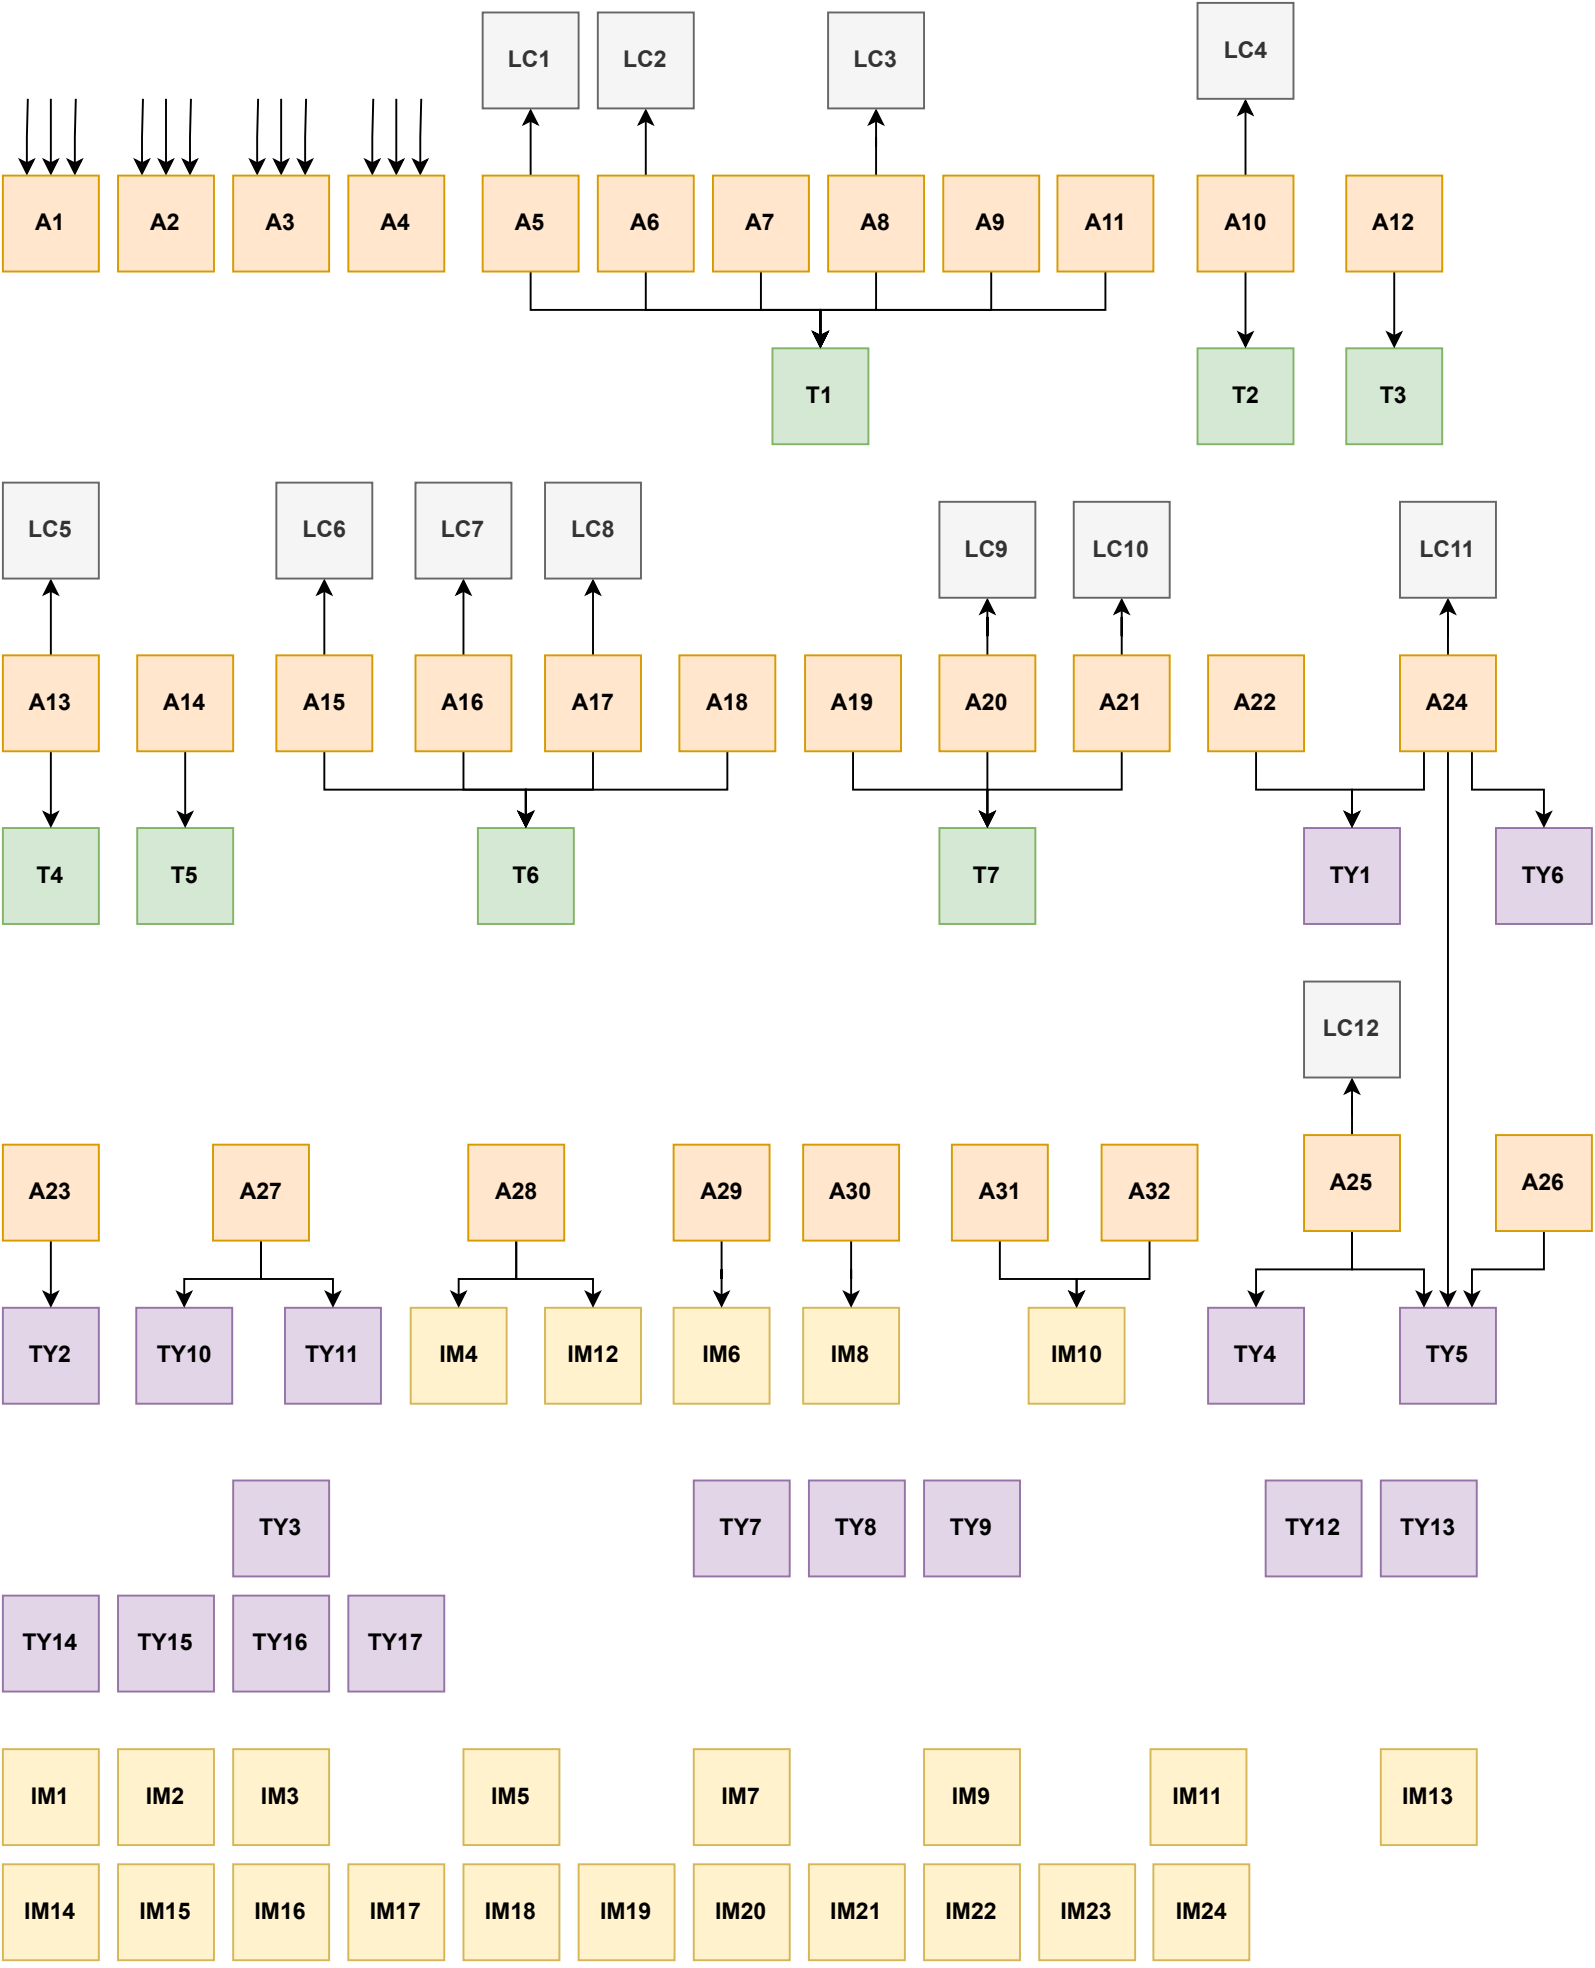 LC1 LC2 LC3 LC4
A1 A2 A3 A4 A5 A6 A7 A8 A9 A11 A10 A12
T1 T2 T3
LC5 LC6 LC7 LC8 LC9 LC10 LC11
A13 A14 A15 A16 A17 A18 A19 A20 A21 A22 A24
T4 T5 T6 T7 TY1 TY6
LC12
A23 A27 A28 A29 A30 A31 A32 A25 A26
TY2 TY10 TY11 IM4 IM12 IM6 IM8 IM10 TY4 TY5
TY3 TY7 TY8 TY9 TY12 TY13
TY14 TY15 TY16 TY17
IM1 IM2 IM3 IM5 IM7 IM9 IM11 IM13
IM14 IM15 IM16 IM17 IM18 IM19 IM20 IM21 IM22 IM23 IM24